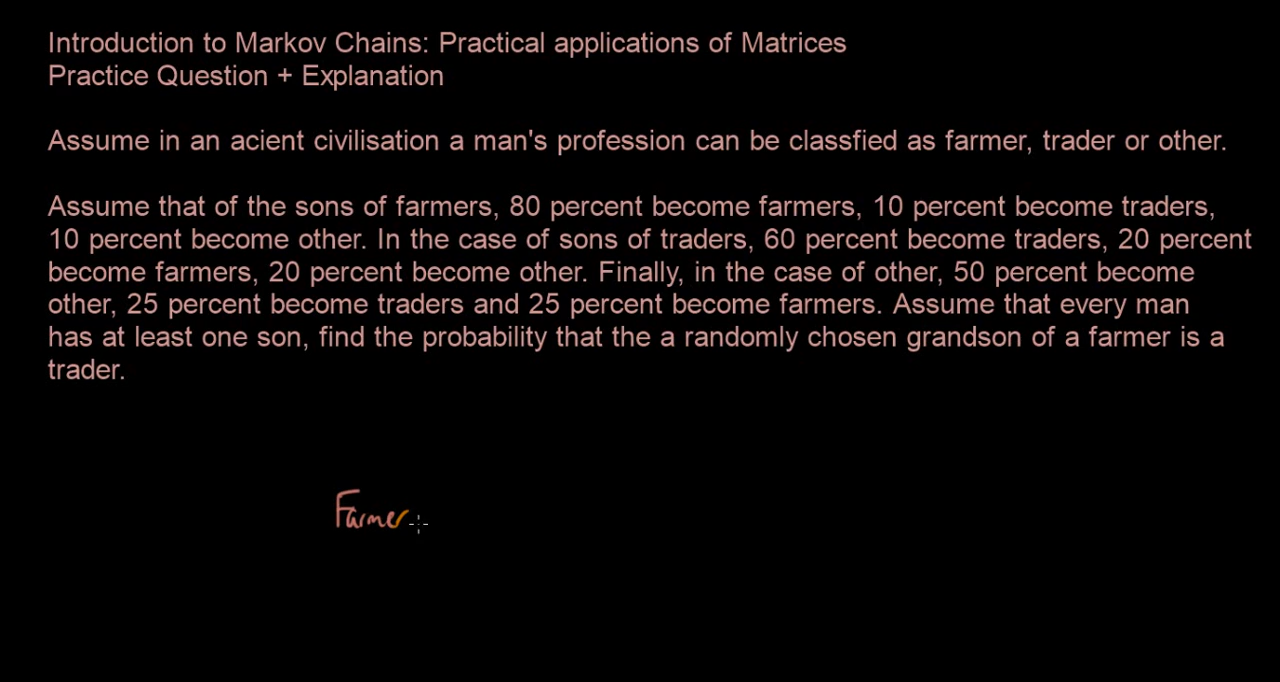 Introduction to Markov Chains: Practical applications of Matrices
Practice Question + Explanation
Assume in an acient civilisation a man's profession can be classfied as farmer, trader or other.
Assume that of the sons of farmers, 80 percent become farmers, 10 percent become traders,
10 percent become other. In the case of sons of traders, 60 percent become traders, 20 percent
become farmers, 20 percent become other. Finally, in the case of other, 50 percent become
other, 25 percent become traders and 25 percent become farmers. Assume that every man
has at least one son, find the probability that the a randomly chosen grandson of a farmer is a
trader.
Farmer